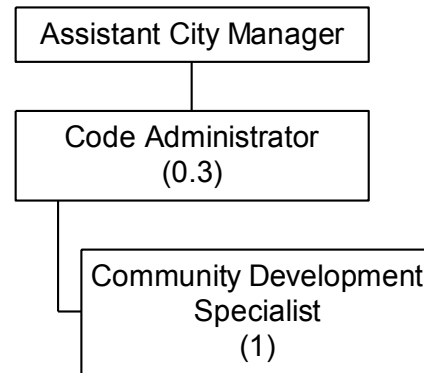 Assistant City Manager
Code Administrator
(0.3)
Community Development
Specialist
(1)